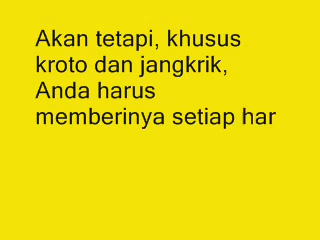 Akan tetapi, khusus
kroto dan jangkrik,
Anda harus
memberinya setiap har